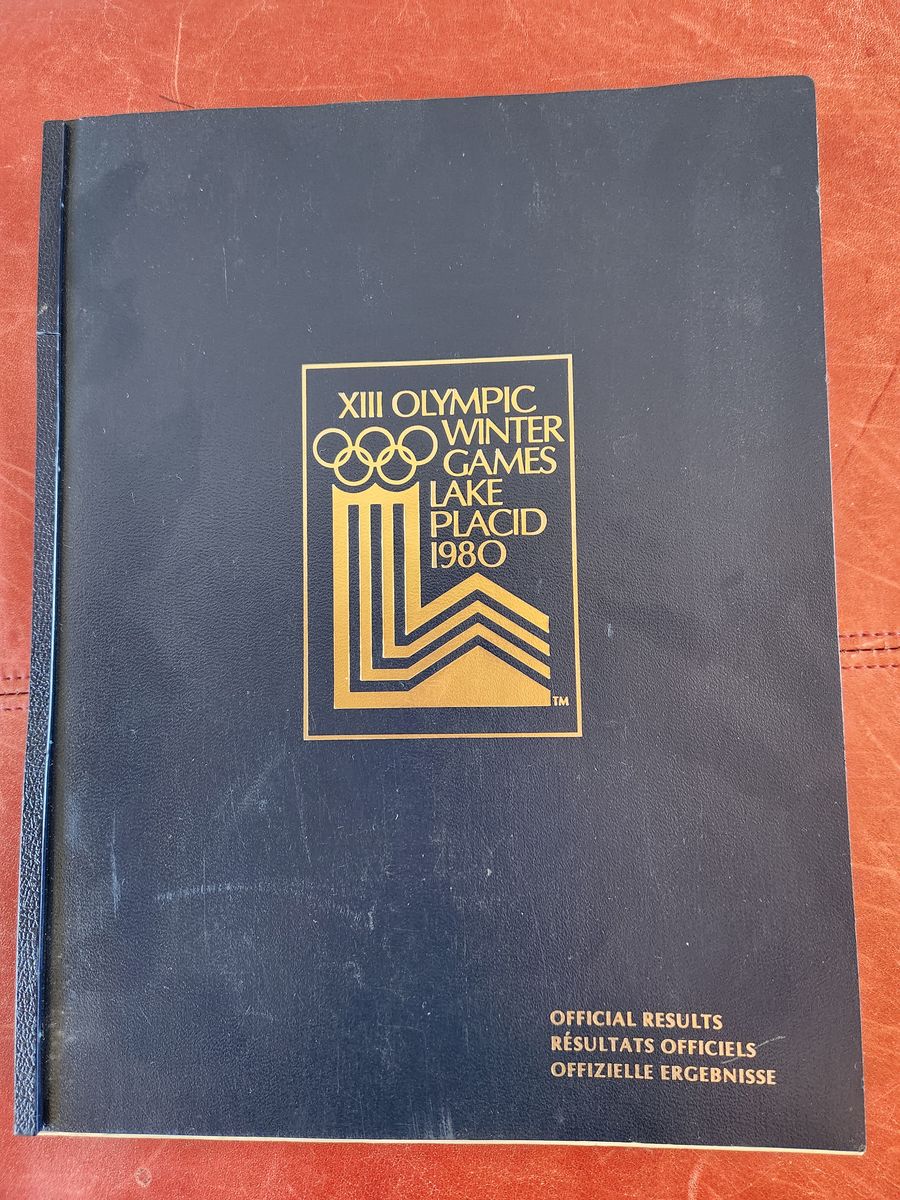 XIII OLYMPIC
WINTER
GAMES
LAKE
PLACID
1980
TM
OFFICIAL RESULTS
RÉSULTATS OFFICIELS
OFFIZIELLE ERGEBNISSE